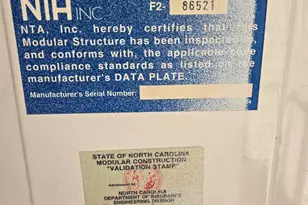 NTA INC F2- 86521
NTA, Inc. hereby certifies that this
Modular Structure has been inspected
and conforms with, the applicable code
compliance standards as listed on the
manufacturer's DATA PLATE.
Manufacturer's Serial Number:
STATE OF NORTH CAROLINA
MODULAR CONSTRUCTION
"VALIDATION STAMP"
NORTH CAROLINA
DEPARTMENT OF INSURANCE
ENGINEERING DIVISION